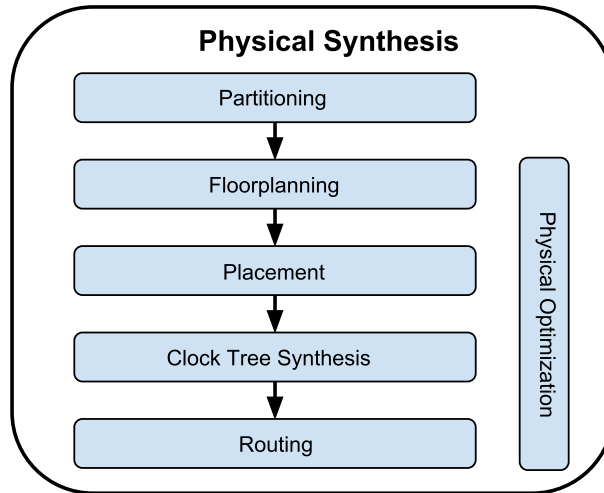 Physical Synthesis
Partitioning
Floorplanning
Placement
Clock Tree Synthesis
Routing
Physical Optimization